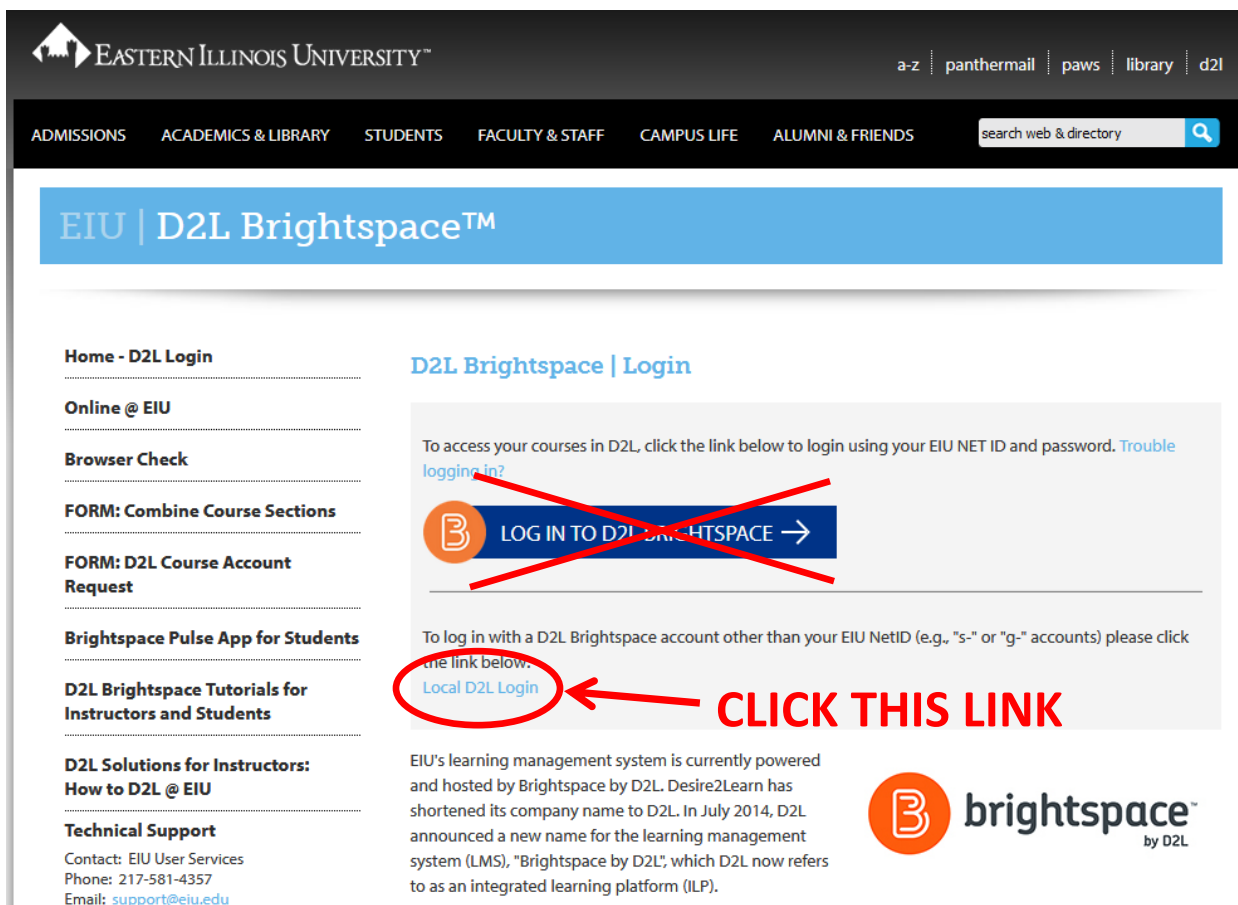 EASTERN ILLINOIS UNIVERSITY™
a-z panthermail paws library d2l
ADMISSIONS ACADEMICS & LIBRARY STUDENTS FACULTY & STAFF CAMPUS LIFE ALUMNI & FRIENDS search web & directory
EIU | D2L Brightspace™
Home - D2L Login
Online @ EIU
Browser Check
FORM: Combine Course Sections
FORM: D2L Course Account
Request
Brightspace Pulse App for Students
D2L Brightspace Tutorials for
Instructors and Students
D2L Solutions for Instructors:
How to D2L @ EIU
Technical Support
Contact: EIU User Services
Phone: 217-581-4357
Email: support@eiu.edu
D2L Brightspace | Login
To access your courses in D2L, click the link below to login using your EIU NET ID and password. Trouble
logging in?
B LOG IN TO D2L BRIGHTSPACE →
To log in with a D2L Brightspace account other than your EIU NetID (e.g., "s-" or "g-" accounts) please click
the link below.
Local D2L Login
CLICK THIS LINK
EIU's learning management system is currently powered
and hosted by Brightspace by D2L. Desire2Learn has
shortened its company name to D2L. In July 2014, D2L
announced a new name for the learning management
system (LMS), "Brightspace by D2L", which D2L now refers
to as an integrated learning platform (ILP).
B brightspace™
by D2L